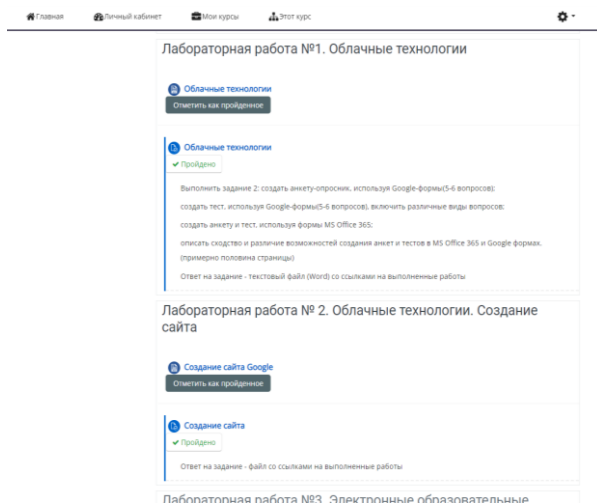 Главная Личный кабинет Мои курсы Этот курс
Лабораторная работа №1. Облачные технологии
Облачные технологии
Отметить как пройденное
Облачные технологии
Пройдено
Выполнить задание 2: создать анкету-опросник, используя Google-формы(5-6 вопросов);
создать тест, используя Google-формы(5-6 вопросов), включить различные виды вопросов;
создать анкету и тест, используя формы MS Office 365;
описать сходство и различие возможностей создания анкет и тестов в MS Office 365 и Google формах.
(примерно половина страницы)
Ответ на задание - текстовый файл (Word) со ссылками на выполненные работы
Лабораторная работа № 2. Облачные технологии. Создание
сайта
Создание сайта Google
Отметить как пройденное
Создание сайта
Пройдено
Ответ на задание - файл со ссылками на выполненные работы
Лабораторная работа №3. Электронные образовательные